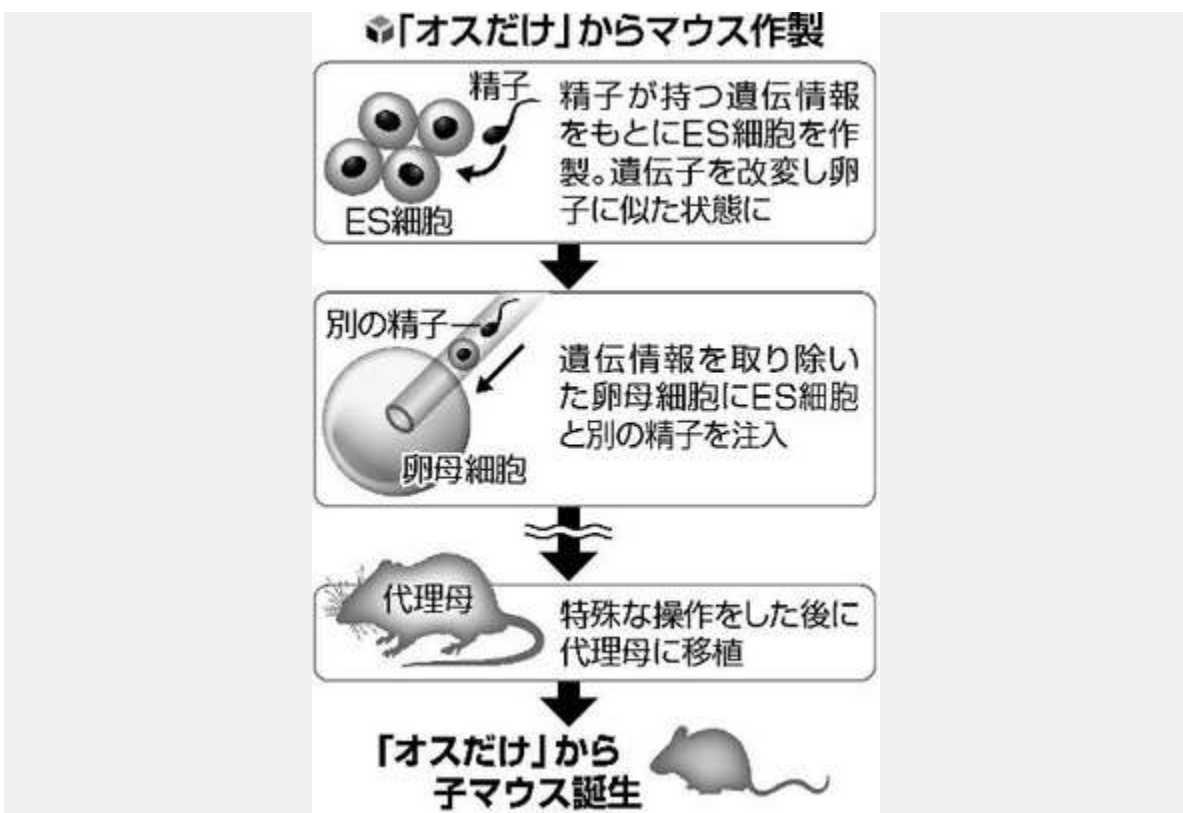 「オスだけ」からマウス作製
精子
精子が持つ遺伝情報
をもとにES細胞を作
製。遺伝子を改変し卵
子に似た状態に
ES細胞
別の精子
遺伝情報を取り除い
た卵母細胞にES細胞
と別の精子を注入
卵母細胞
代理母
特殊な操作をした後に
代理母に移植
「オスだけ」から
子マウス誕生